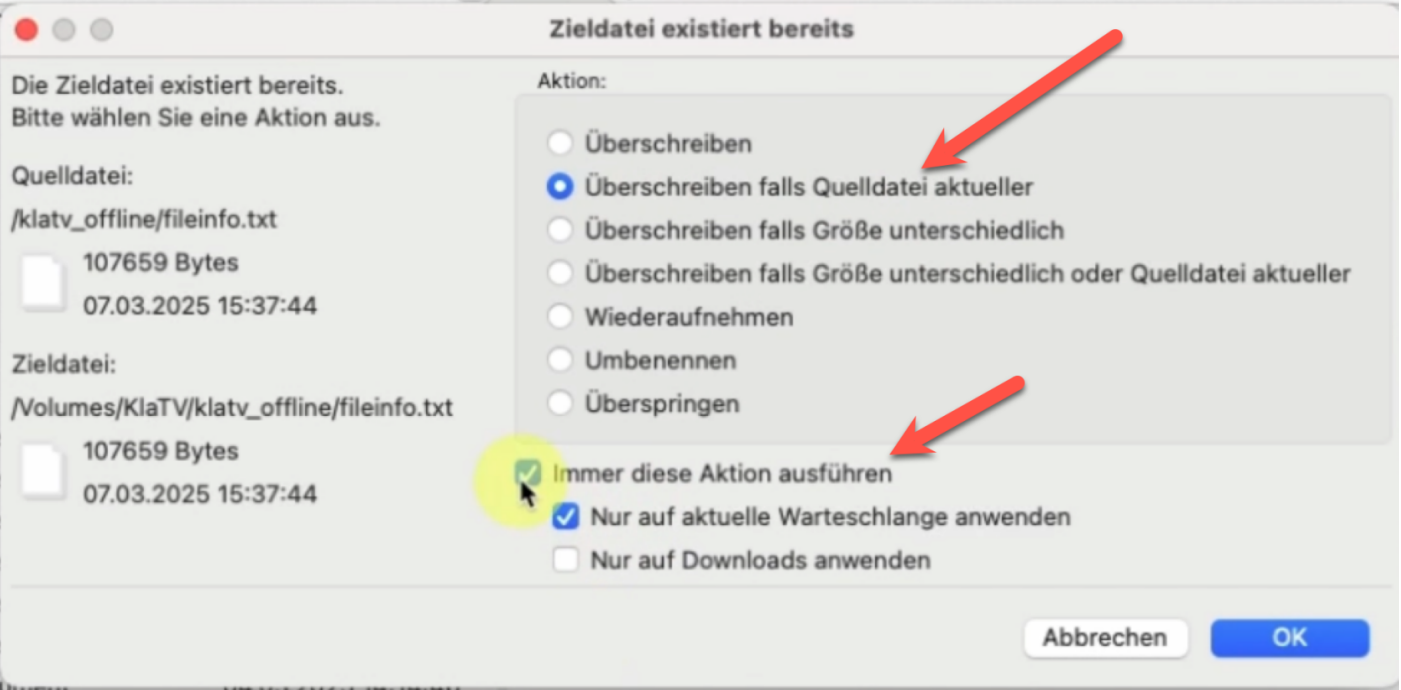 Zieldatei existiert bereits
Die Zieldatei existiert bereits.
Bitte wählen Sie eine Aktion aus.
Quelldatei:
/klatv_offline/fileinfo.txt
107659 Bytes
07.03.2025 15:37:44
Zieldatei:
/Volumes/KlaTV/klatv_offline/fileinfo.txt
107659 Bytes
07.03.2025 15:37:44
Aktion:
Überschreiben
Überschreiben falls Quelldatei aktueller
Überschreiben falls Größe unterschiedlich
Überschreiben falls Größe unterschiedlich oder Quelldatei aktueller
Wiederaufnehmen
Umbenennen
Überspringen
Immer diese Aktion ausführen
Nur auf aktuelle Warteschlange anwenden
Nur auf Downloads anwenden
Abbrechen
OK